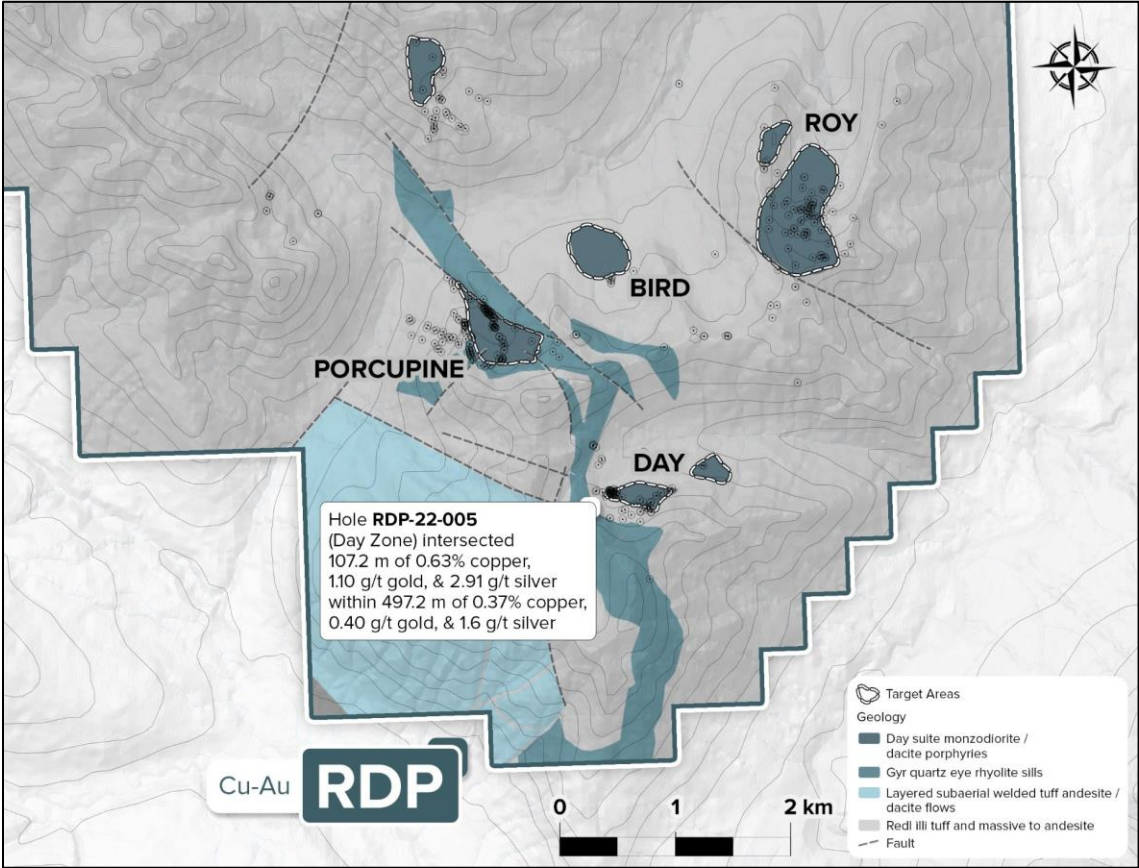 ROY
BIRD
PORCUPINE
DAY
Hole RDP-22-005
(Day Zone) intersected
107.2 m of 0.63% copper,
1.10 g/t gold, & 2.91 g/t silver
within 497.2 m of 0.37% copper,
0.40 g/t gold, & 1.6 g/t silver
Target Areas
Geology
Day suite monzodiorite /
dacite porphyries
Gyr quartz eye rhyolite sills
Layered subaerial welded tuff andesite /
dacite flows
Redl illi tuff and massive to andesite
Fault
Cu-Au RDP
0 1 2 km